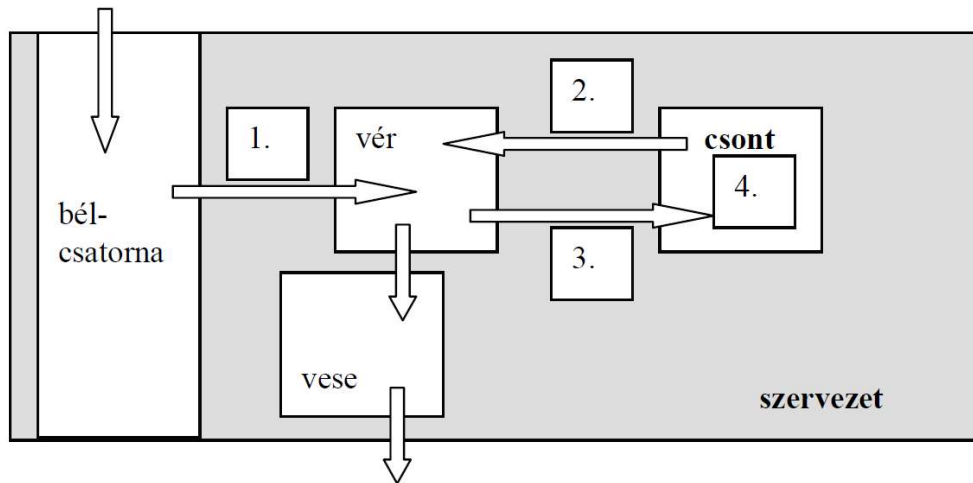 2.
1.
vér
csont
4.
bél-
csatorna
3.
vese
szervezet